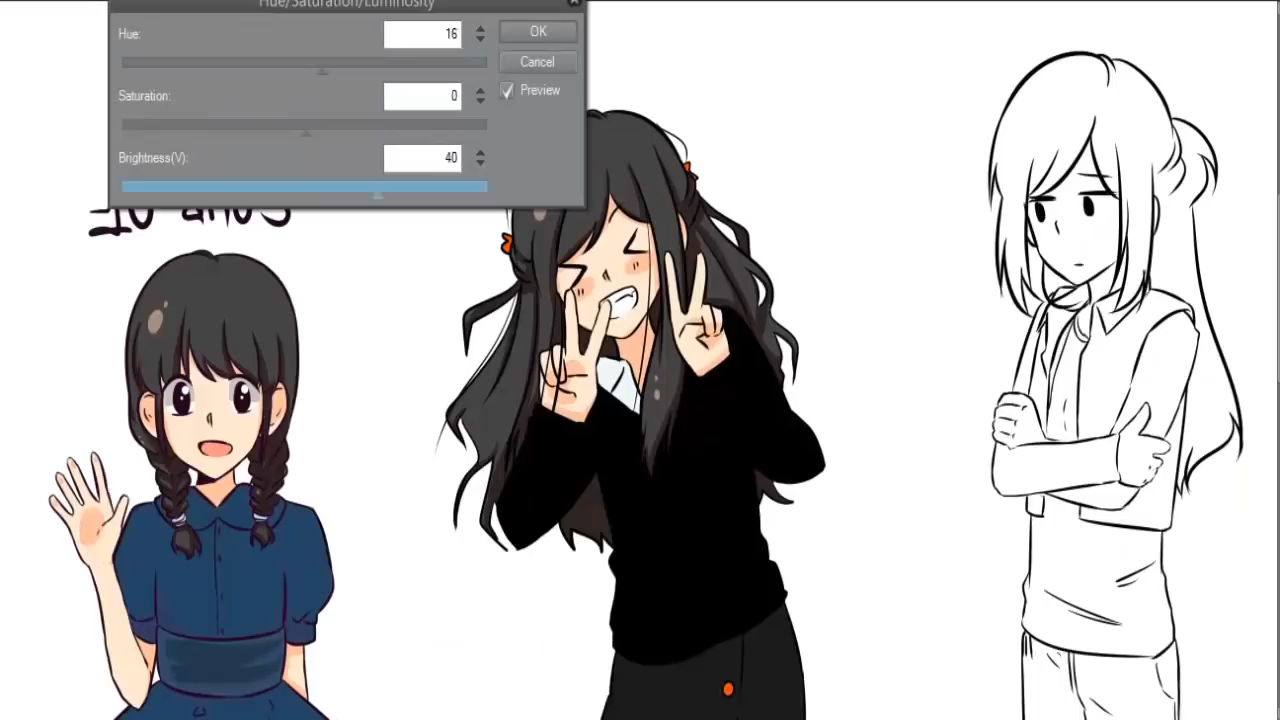 Hue/Saturation/Luminosity
Hue: 16
OK
Cancel
Saturation: 0
Preview
Brightness(V): 40